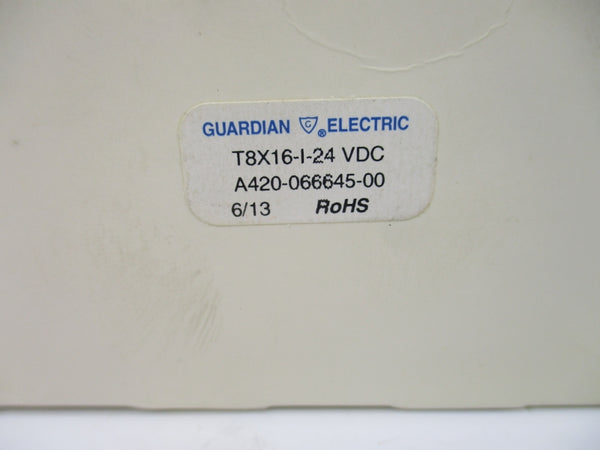 GUARDIAN G ® ELECTRIC
T8X16-I-24 VDC
A420-066645-00
6/13 RoHS